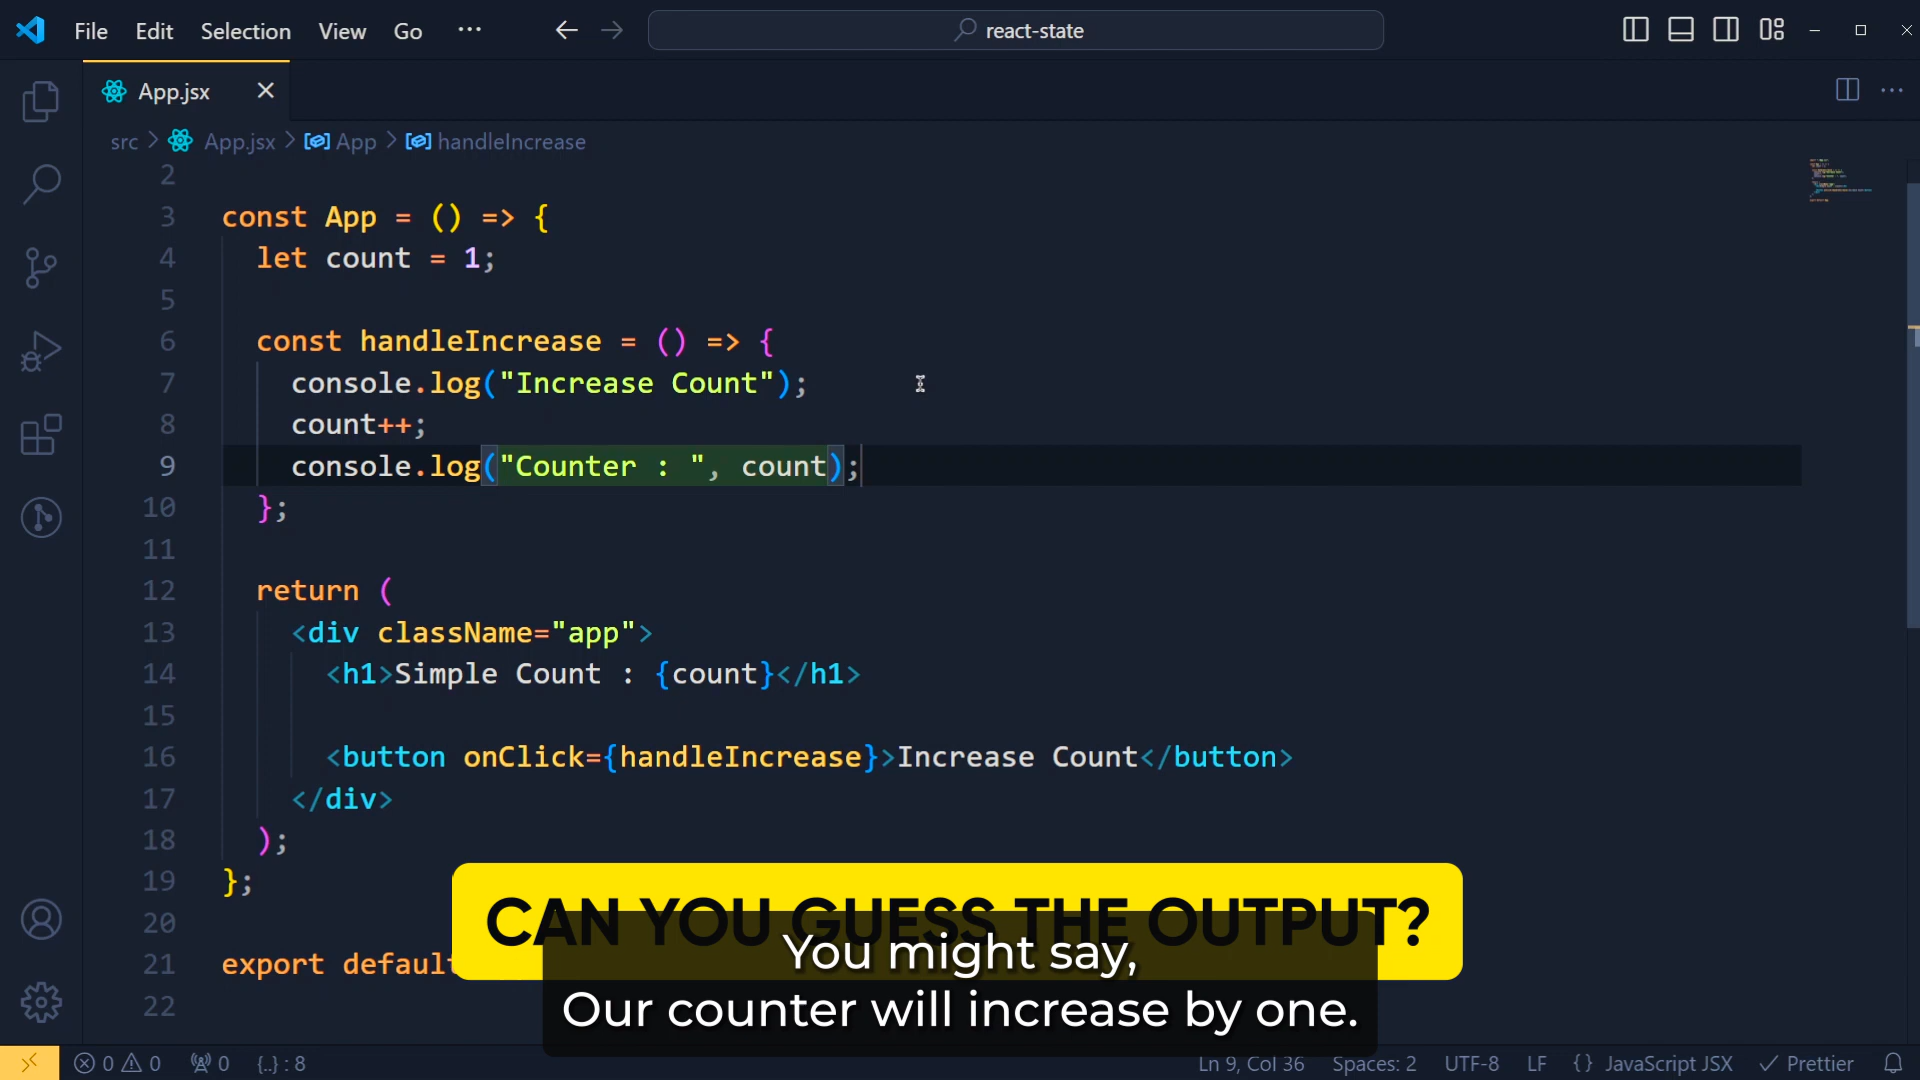 File Edit Selection View Go ··· react-state
App.jsx
src > App.jsx > App > handleIncrease
2
3 const App = () => {
4 let count = 1;
5
6 const handleIncrease = () => {
7 console.log("Increase Count");
8 count++;
9 console.log("Counter : ", count);
10 };
11
12 return (
13 <div className="app">
14 <h1>Simple Count : {count}</h1>
15
16 <button onClick={handleIncrease}>Increase Count</button>
17 </div>
18 );
19 };
20
21 export default
22
CAN YOU GUESS THE OUTPUT?
You might say,
Our counter will increase by one.
0 0 0 {..} : 8 Ln 9, Col 36 Spaces: 2 UTF-8 LF {} JavaScript JSX Prettier